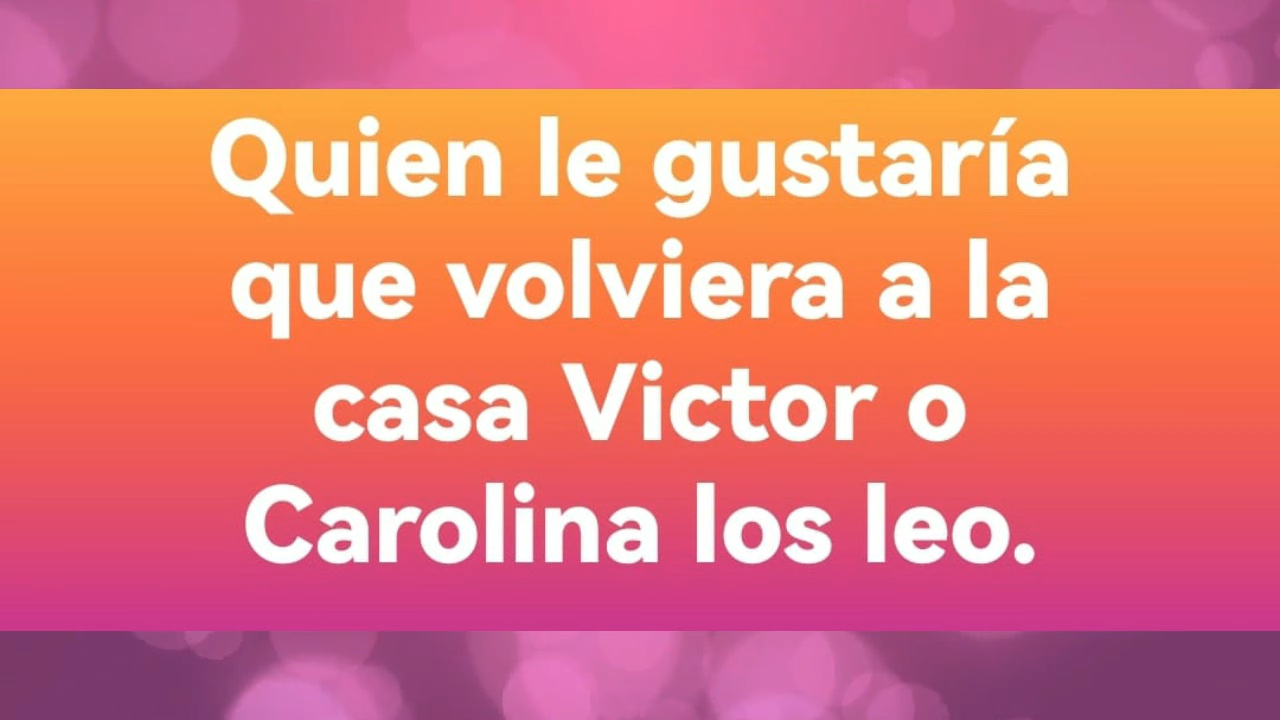 Quien le gustaría
que volviera a la
casa Victor o
Carolina los leo.